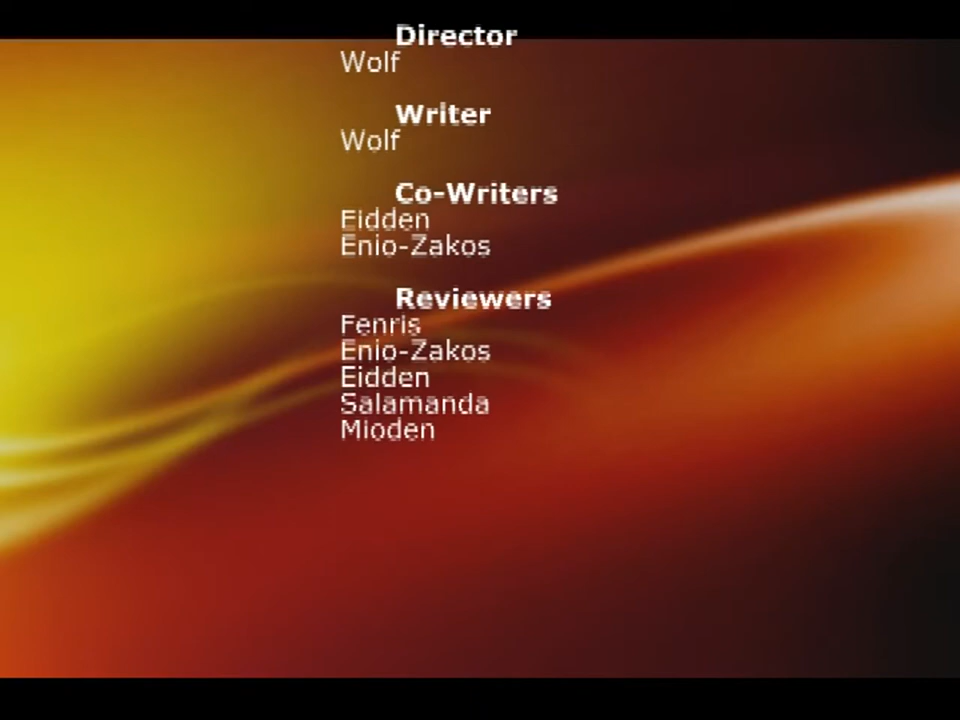 Director
Wolf
Writer
Wolf
Co-Writers
Eidden
Enio-Zakos
Reviewers
Fenris
Enio-Zakos
Eidden
Salamanda
Mioden